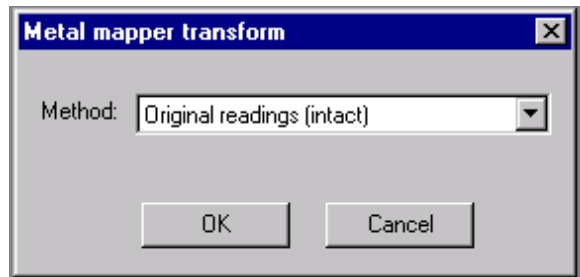 Metal mapper transform
Method: Original readings (intact)
OK Cancel